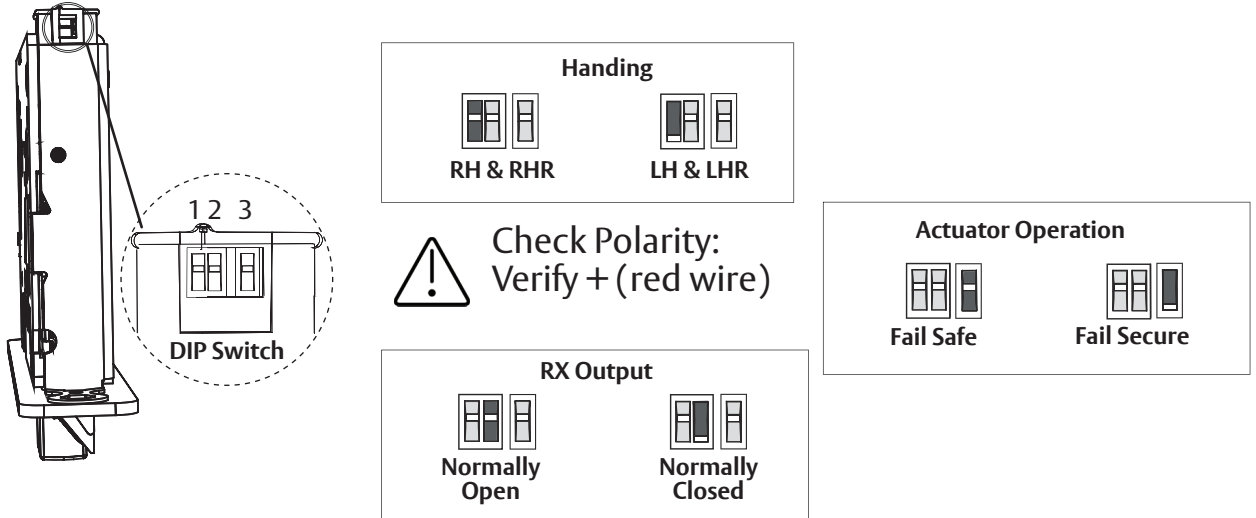 Handing
RH & RHR
LH & LHR
1 2 3
DIP Switch
Check Polarity:
Verify + (red wire)
Actuator Operation
Fail Safe
Fail Secure
RX Output
Normally
Open
Normally
Closed